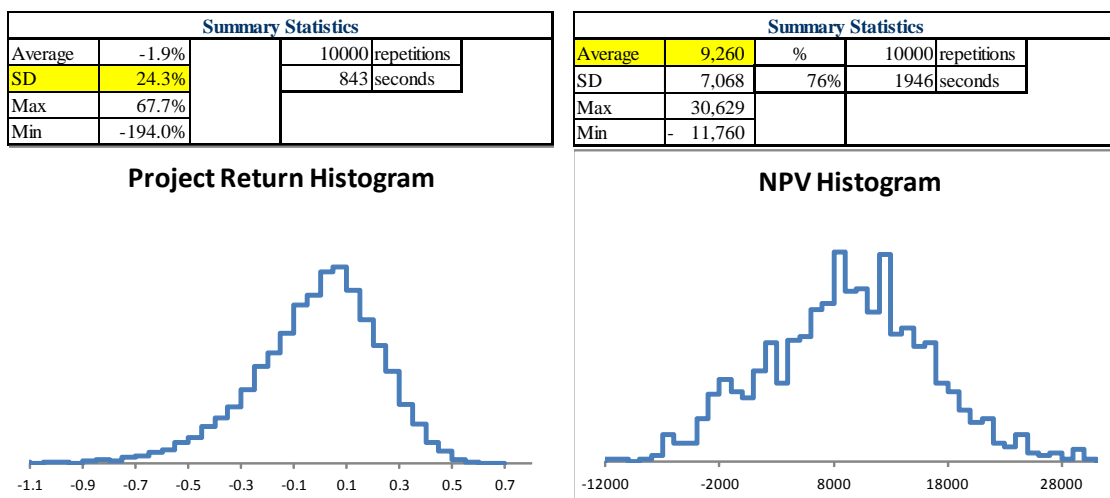 Summary Statistics
Average -1.9% 10000 repetitions
SD 24.3% 843 seconds
Max 67.7%
Min -194.0%
Project Return Histogram
-1.1 -0.9 -0.7 -0.5 -0.3 -0.1 0.1 0.3 0.5 0.7
Summary Statistics
Average 9,260 % 10000 repetitions
SD 7,068 76% 1946 seconds
Max 30,629
Min - 11,760
NPV Histogram
-12000 -2000 8000 18000 28000